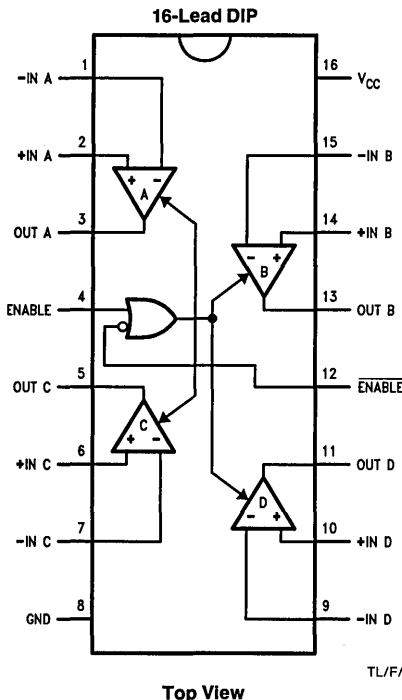 16-Lead DIP
-IN A 1
16 VCC
+IN A 2
15 -IN B
+ -
A
OUT A 3
14 +IN B
- +
B
ENABLE 4
13 OUT B
12 ENABLE
OUT C 5
C
+ -
11 OUT D
+IN C 6
D
- +
10 +IN D
-IN C 7
9 -IN D
GND 8
TL/F/
Top View